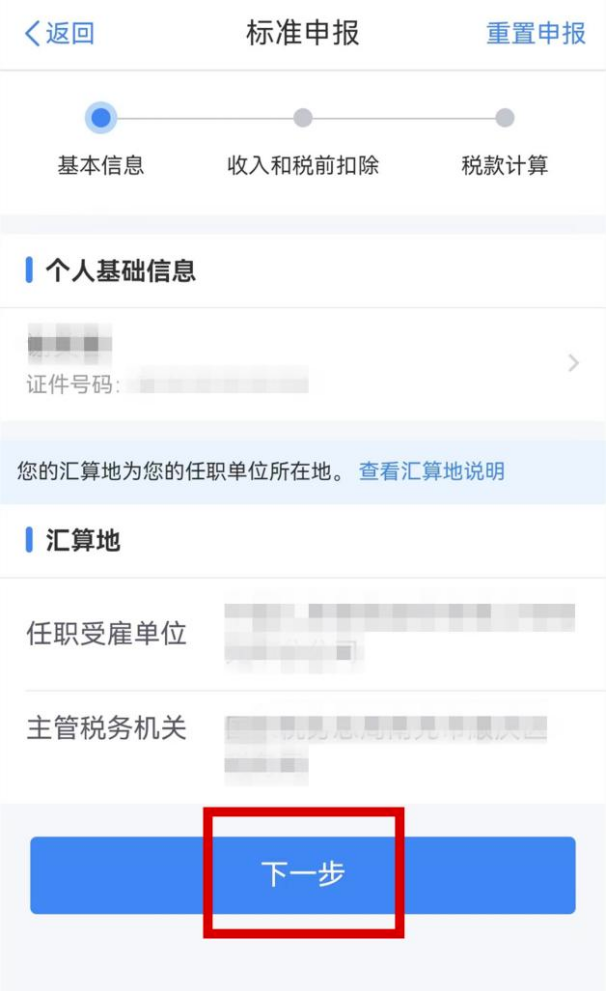 返回
标准申报
重置申报
基本信息
收入和税前扣除
税款计算
个人基础信息
证件号码:
您的汇算地为您的任职单位所在地。 查看汇算地说明
汇算地
任职受雇单位
主管税务机关
下一步